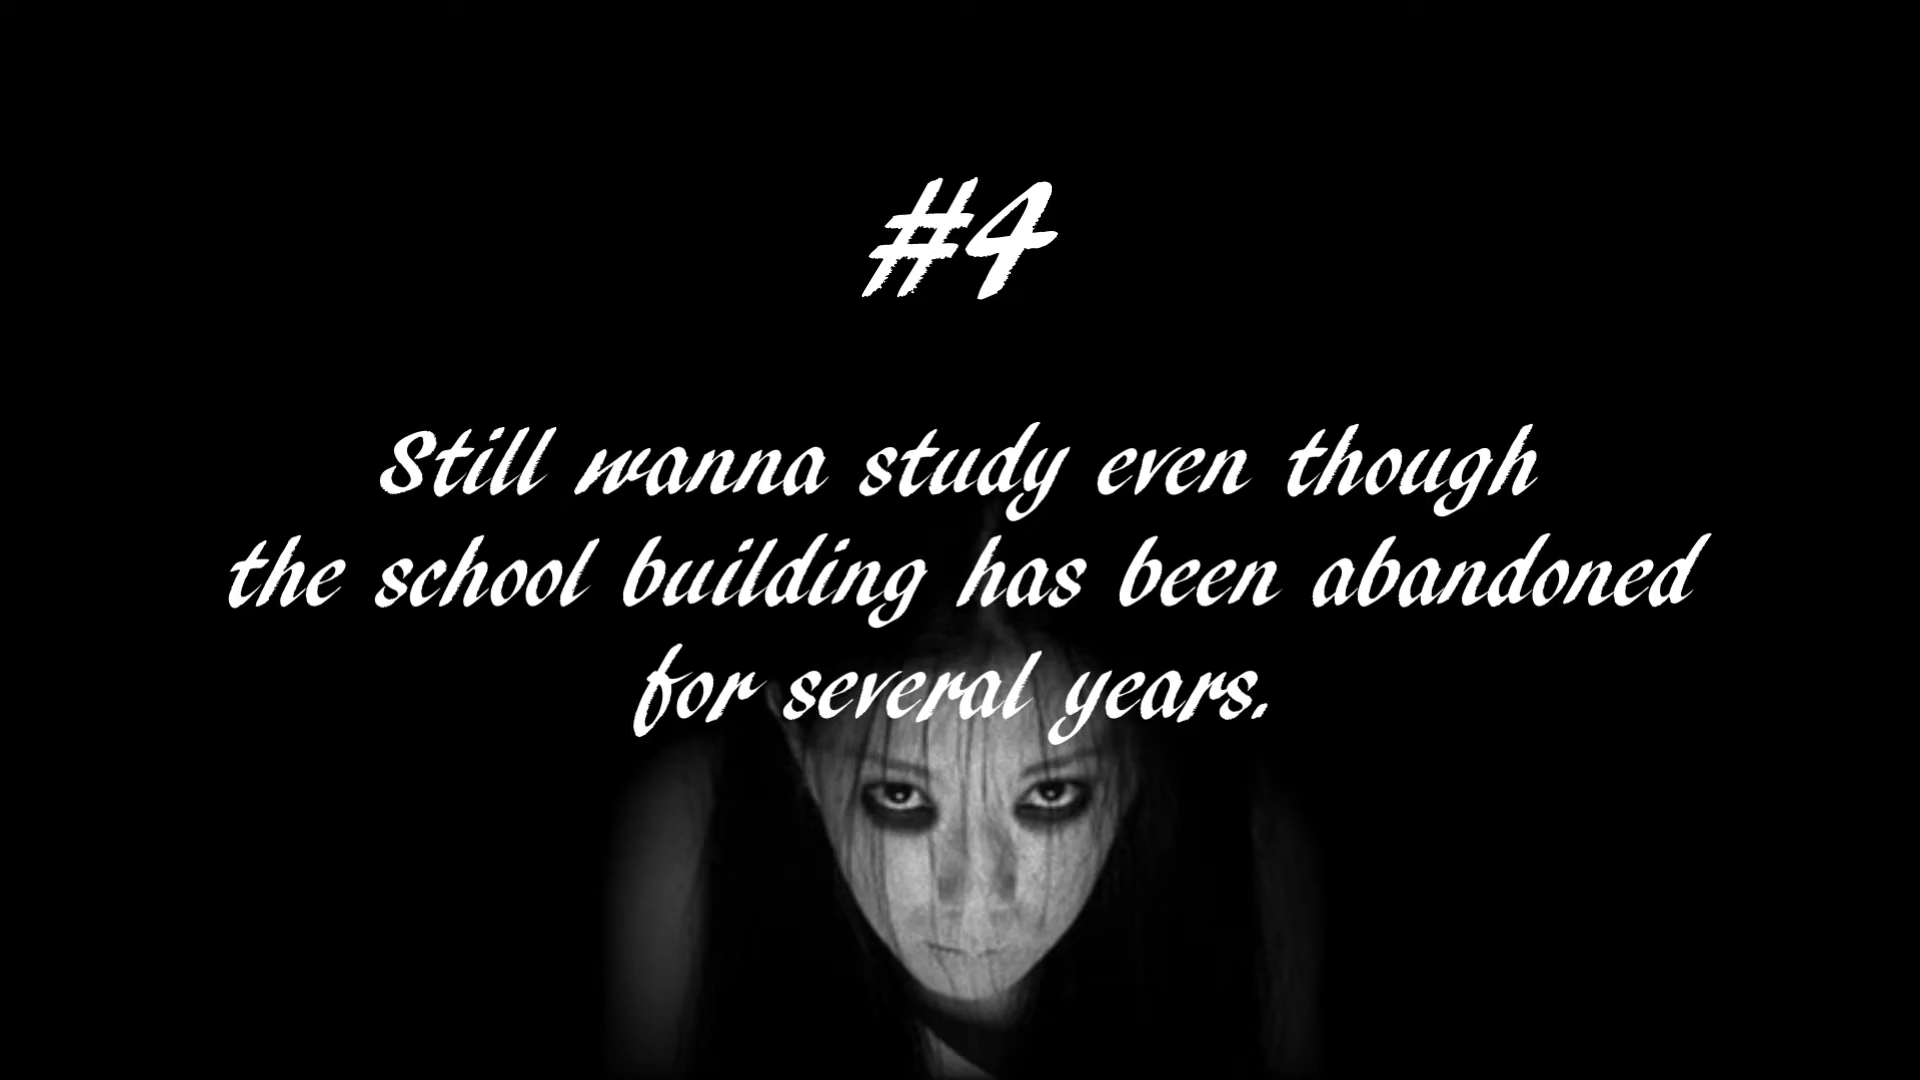 #4
Still wanna study even though
the school building has been abandoned
for several years.